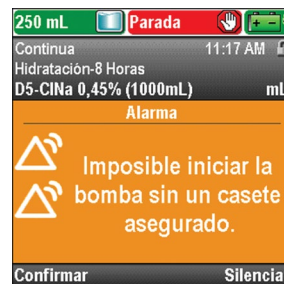 250 mL Parada
Continua 11:17 AM
Hidratación-8 Horas
D5-ClNa 0,45% (1000mL) mL
Alarma
Imposible iniciar la
bomba sin un casete
asegurado.
Confirmar Silencia